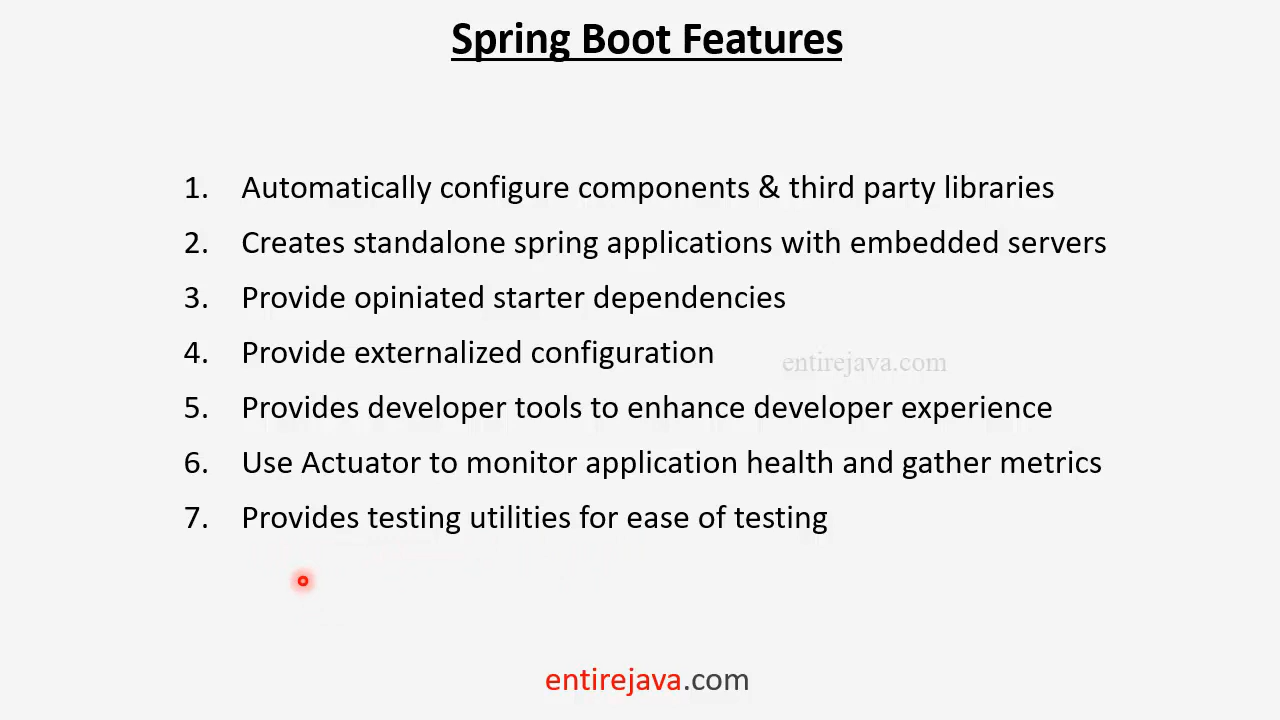 Spring Boot Features
1. Automatically configure components & third party libraries
2. Creates standalone spring applications with embedded servers
3. Provide opiniated starter dependencies
4. Provide externalized configuration
entirejava.com
5. Provides developer tools to enhance developer experience
6. Use Actuator to monitor application health and gather metrics
7. Provides testing utilities for ease of testing
entirejava.com